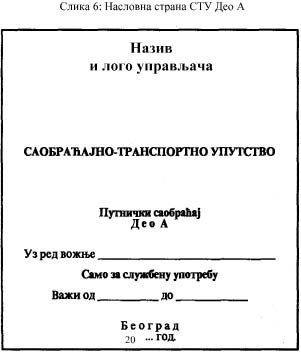 Слика 6: Насловна страна СТУ Део А
Назив
и лого управљача
САОБРАЋАЈНО-ТРАНСПОРТНО УПУТСТВО
Путнички саобраћај
Део А
Уз ред вожње ____________________
Само за службену употребу
Важи од __________ до ____________
Београд
20 ... год.